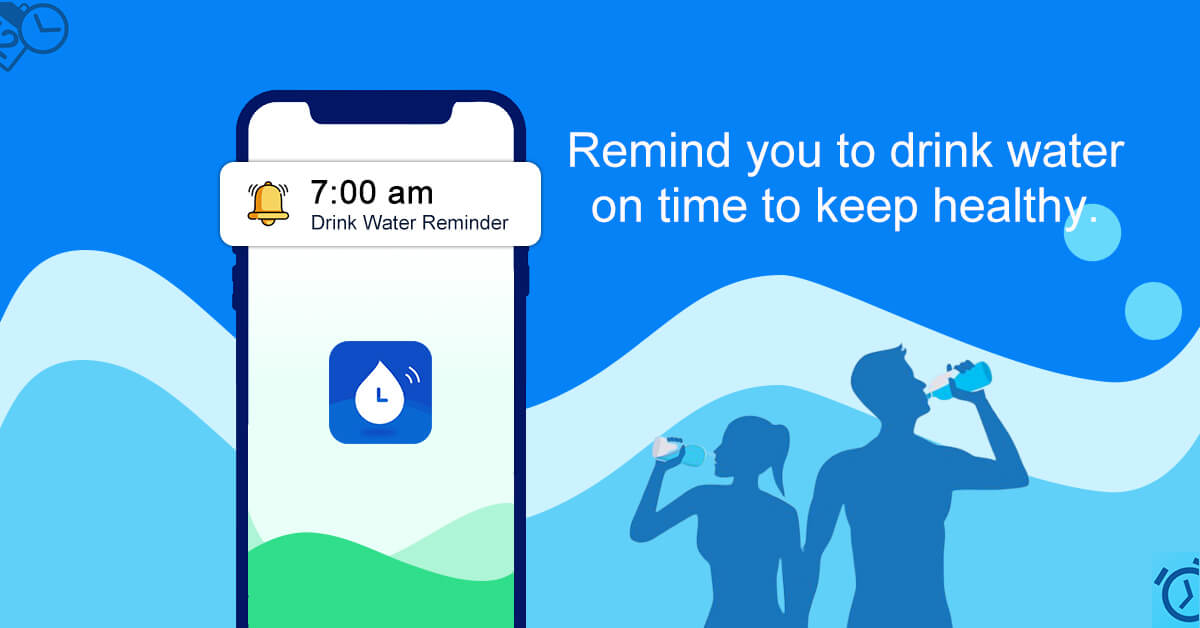 7:00 am
Drink Water Reminder
Remind you to drink water
on time to keep healthy.